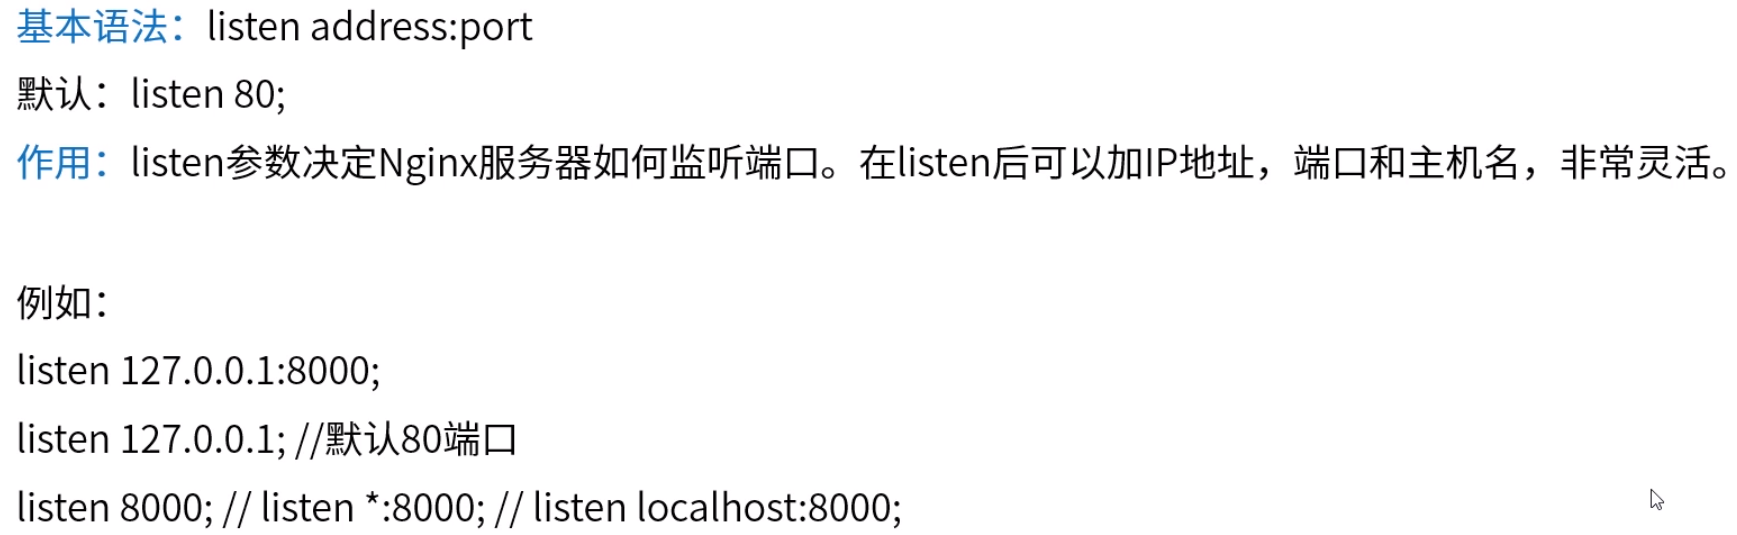 基本语法：listen address:port
默认：listen 80;
作用：listen参数决定Nginx服务器如何监听端口。在listen后可以加IP地址，端口和主机名，非常灵活。
例如：
listen 127.0.0.1:8000;
listen 127.0.0.1; //默认80端口
listen 8000; // listen *:8000; // listen localhost:8000;